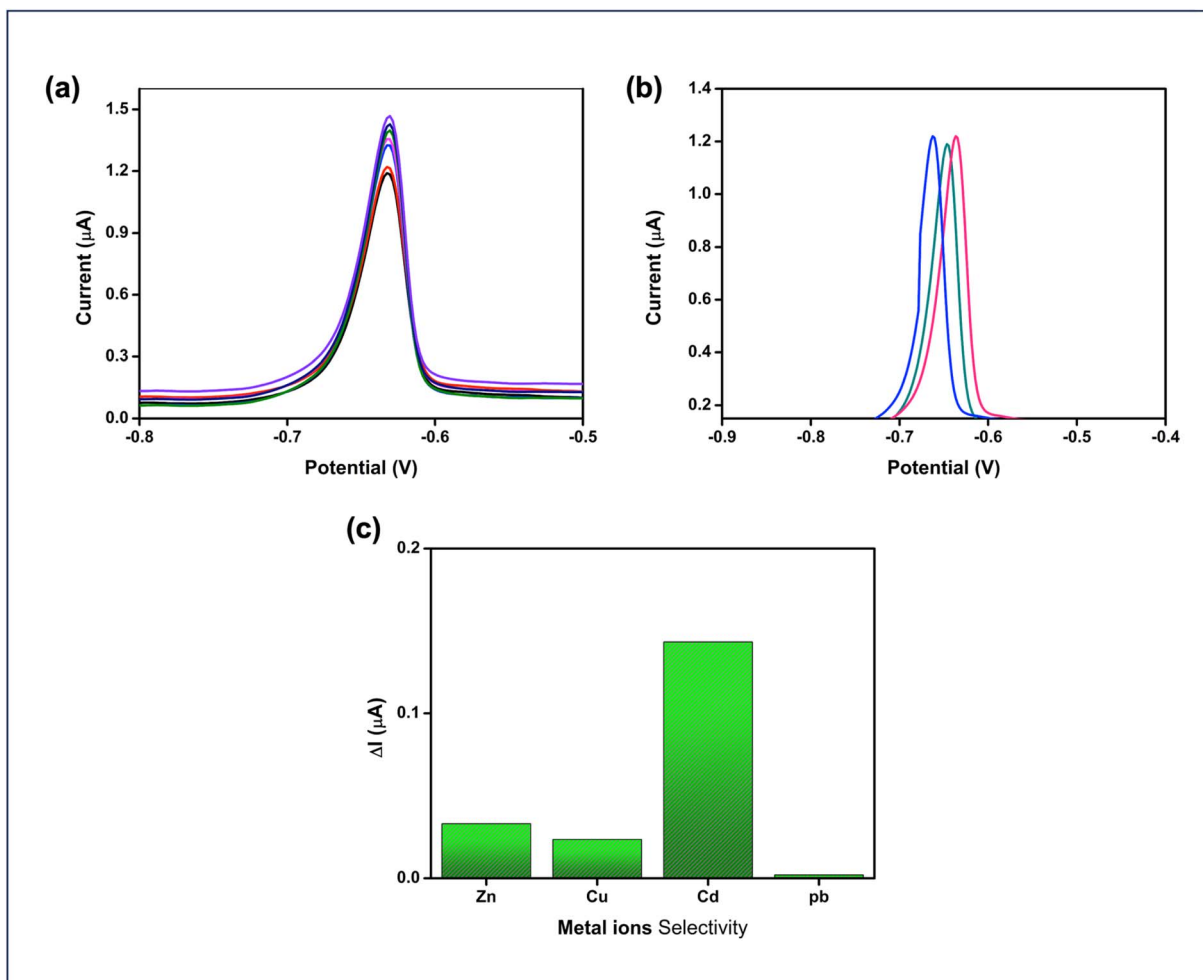 (a)
1.5
1.2
0.9
0.6
0.3
0.0
Current (μA)
-0.8
-0.7
-0.6
-0.5
Potential (V)
(b)
1.4
1.2
1.0
0.8
0.6
0.4
0.2
Current (μA)
-0.9
-0.8
-0.7
-0.6
-0.5
-0.4
Potential (V)
(c)
0.2
0.1
0.0
ΔI (μA)
Zn
Cu
Cd
pb
Metal ions Selectivity